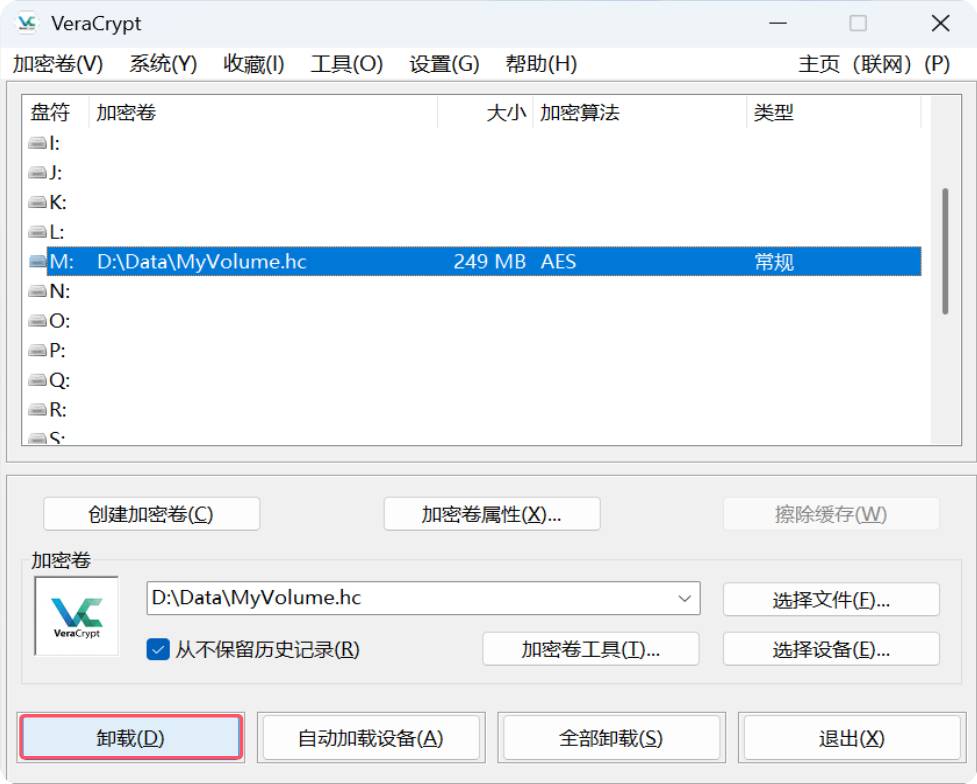 VeraCrypt
加密卷(V) 系统(Y) 收藏(I) 工具(O) 设置(G) 帮助(H) 主页（联网）(P)
盘符 加密卷 大小 加密算法 类型
I:
J:
K:
L:
M: D:\Data\MyVolume.hc 249 MB AES 常规
N:
O:
P:
Q:
R:
S:
创建加密卷(C) 加密卷属性(X)... 擦除缓存(W)
加密卷
VeraCrypt
D:\Data\MyVolume.hc 选择文件(F)...
从不保留历史记录(R) 加密卷工具(T)... 选择设备(E)...
卸载(D) 自动加载设备(A) 全部卸载(S) 退出(X)